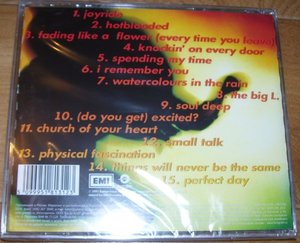 1. joyride
2. hotblooded
3. fading like a flower (every time you leave)
4. knockin' on every door
5. spending my time
6. i remember you
7. watercolours in the rain
8. the big L.
9. soul deep
10. (do you get) excited?
11. church of your heart
12. small talk
13. physical fascination
14. things will never be the same
15. perfect day
EMI